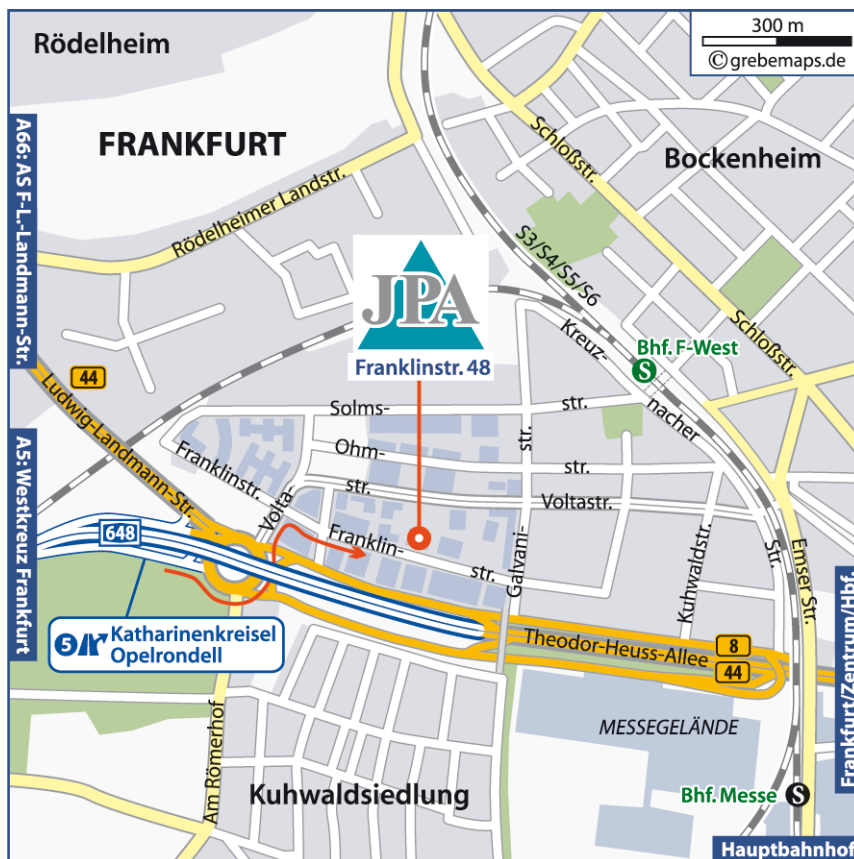 Rödelheim
300 m
© grebemaps.de
FRANKFURT
Schloßstr.
Bockenheim
A66: AS F-L.-Landmann-Str.
Rödelheimer Landstr.
S3/S4/S5/S6
JPA
Franklinstr. 48
Kreuz-
nacher
Str.
Bhf. F-West
S
Schloßstr.
44
Ludwig-Landmann-Str.
Solms-
str.
Ohm-
str.
Franklinstr.
Volta-
str.
Voltastr.
Franklin-
str.
Galvani-
str.
Kuhwaldstr.
Emser Str.
A5: Westkreuz Frankfurt
648
5
Katharinenkreisel
Opelrondell
Theodor-Heuss-Allee
8
44
Frankfurt/Zentrum/Hbf.
MESSEGELÄNDE
Am Römerhof
Kuhwaldsiedlung
Bhf. Messe
S
Hauptbahnhof